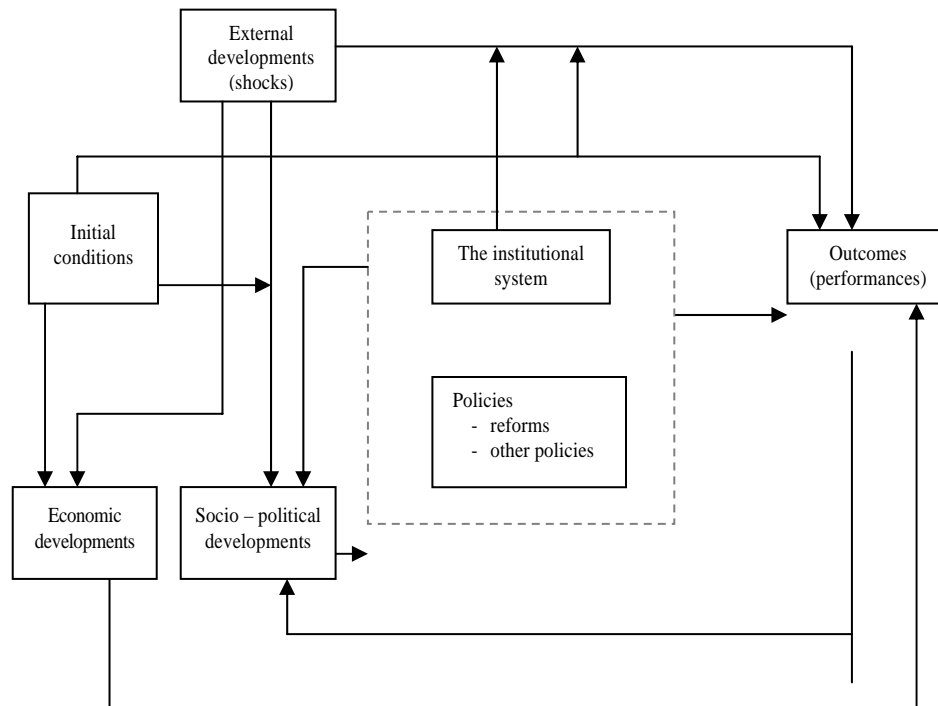 External
developments
(shocks)
Initial
conditions
The institutional
system
Outcomes
(performances)
Policies
- reforms
- other policies
Economic
developments
Socio – political
developments